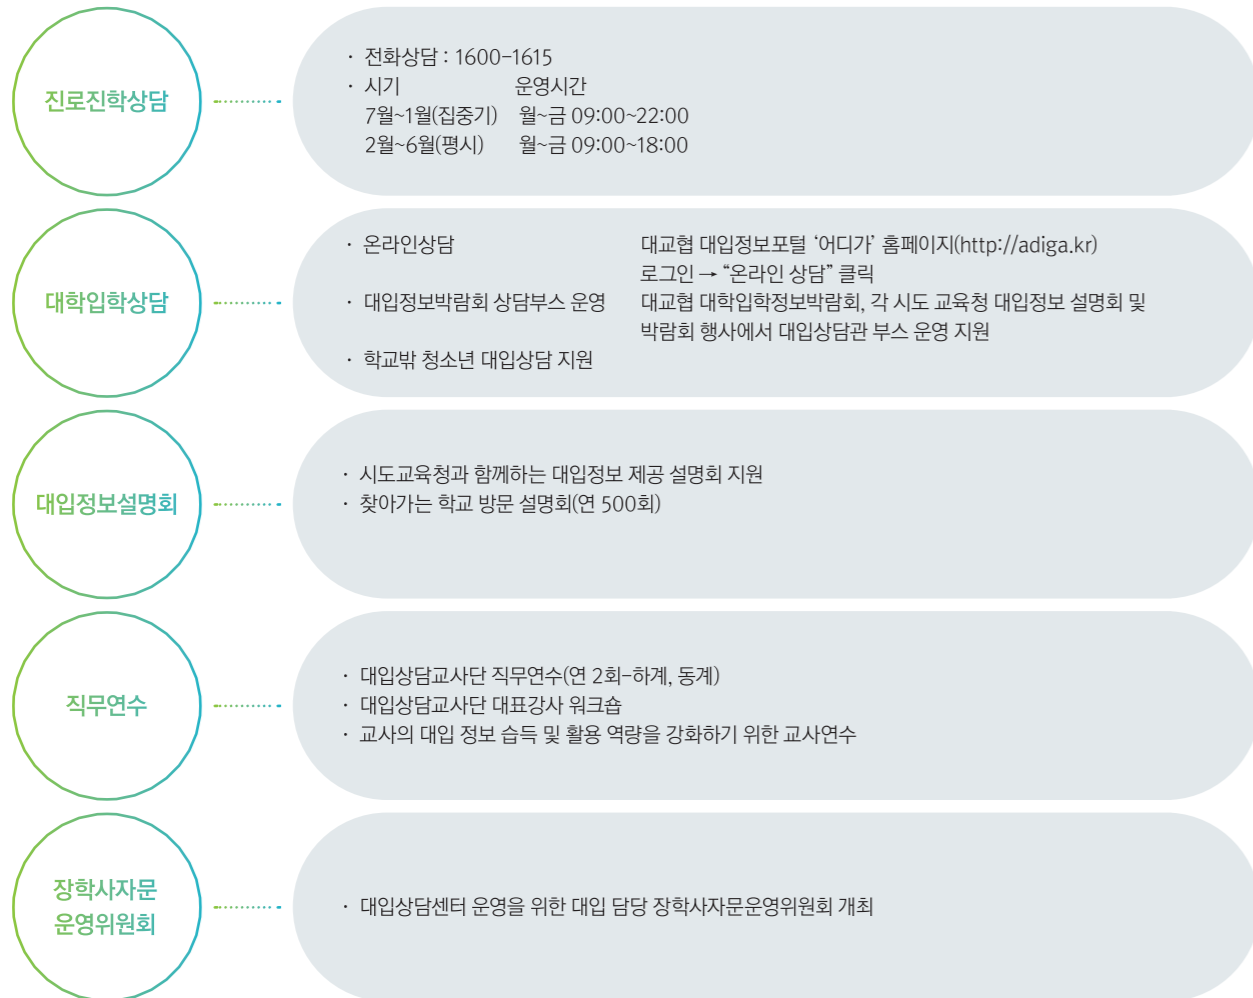 진로진학상담
· 전화상담 : 1600-1615
· 시기 운영시간
7월~1월(집중기) 월~금 09:00~22:00
2월~6월(평시) 월~금 09:00~18:00
대학입학상담
· 온라인상담 대교협 대입정보포털 ‘어디가’ 홈페이지(http://adiga.kr)
로그인 → “온라인 상담” 클릭
· 대입정보박람회 상담부스 운영 대교협 대학입학정보박람회, 각 시도 교육청 대입정보 설명회 및
박람회 행사에서 대입상담관 부스 운영 지원
· 학교밖 청소년 대입상담 지원
대입정보설명회
· 시도교육청과 함께하는 대입정보 제공 설명회 지원
· 찾아가는 학교 방문 설명회(연 500회)
직무연수
· 대입상담교사단 직무연수(연 2회-하계, 동계)
· 대입상담교사단 대표강사 워크숍
· 교사의 대입 정보 습득 및 활용 역량을 강화하기 위한 교사연수
장학사자문
운영위원회
· 대입상담센터 운영을 위한 대입 담당 장학사자문운영위원회 개최